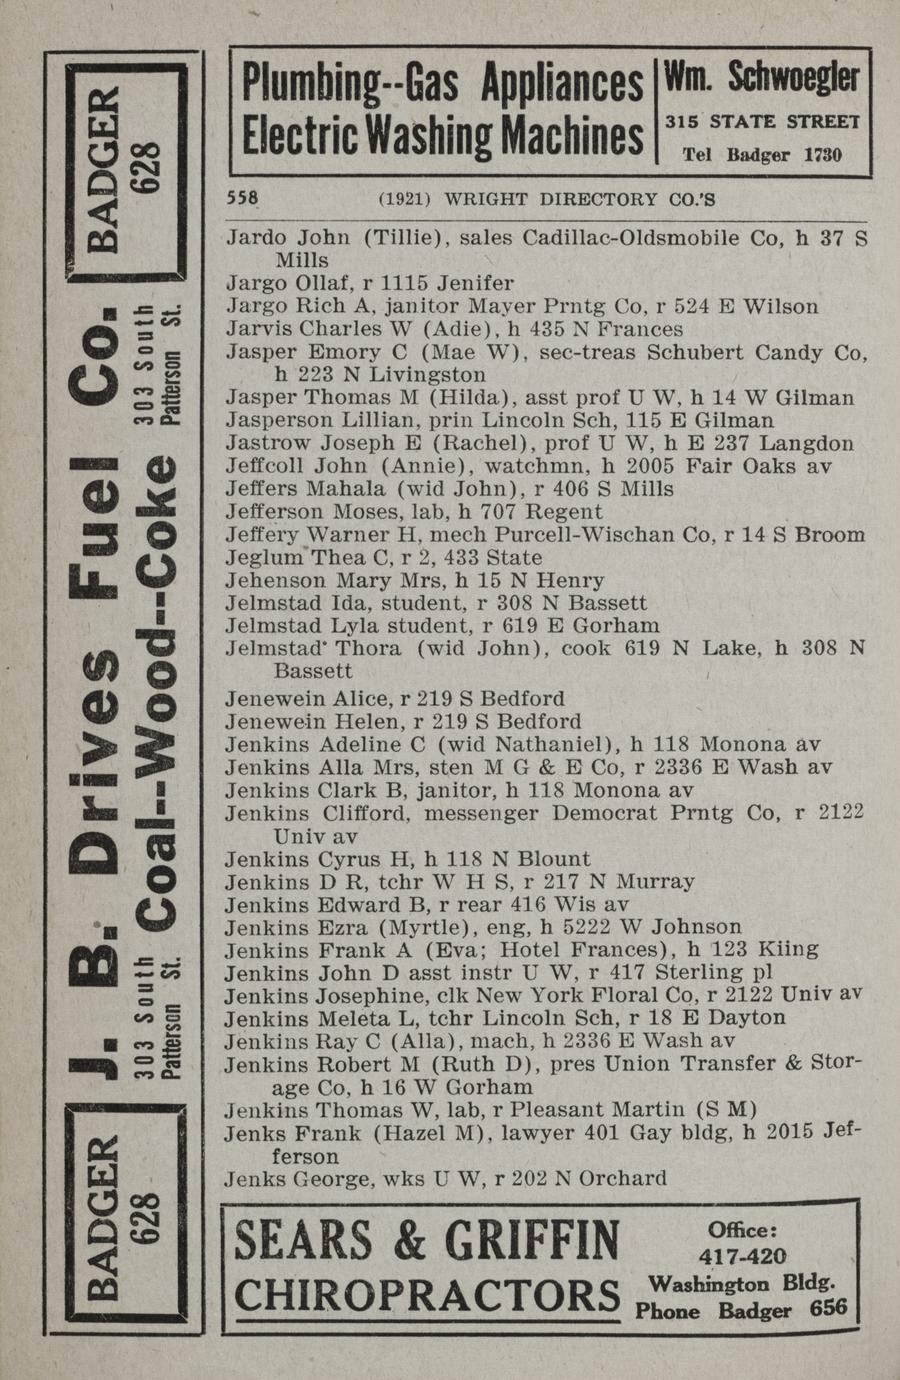 Plumbing--Gas Appliances
Electric Washing Machines
Wm. Schwoegler
315 STATE STREET
Tel Badger 1730
558 (1921) WRIGHT DIRECTORY CO.'S
Jardo John (Tillie), sales Cadillac-Oldsmobile Co, h 37 S
Mills
Jargo Ollaf, r 1115 Jenifer
Jargo Rich A, janitor Mayer Prntg Co, r 524 E Wilson
Jarvis Charles W (Adie), h 435 N Frances
Jasper Emory C (Mae W), sec-treas Schubert Candy Co,
h 223 N Livingston
Jasper Thomas M (Hilda), asst prof U W, h 14 W Gilman
Jasperson Lillian, prin Lincoln Sch, 115 E Gilman
Jastrow Joseph E (Rachel), prof U W, h E 237 Langdon
Jeffcoll John (Annie), watchmn, h 2005 Fair Oaks av
Jeffers Mahala (wid John), r 406 S Mills
Jefferson Moses, lab, h 707 Regent
Jeffery Warner H, mech Purcell-Wischan Co, r 14 S Broom
Jeglum Thea C, r 2, 433 State
Jehenson Mary Mrs, h 15 N Henry
Jelmstad Ida, student, r 308 N Bassett
Jelmstad Lyla student, r 619 E Gorham
Jelmstad Thora (wid John), cook 619 N Lake, h 308 N
Bassett
Jenewein Alice, r 219 S Bedford
Jenewein Helen, r 219 S Bedford
Jenkins Adeline C (wid Nathaniel), h 118 Monona av
Jenkins Alla Mrs, sten M G & E Co, r 2336 E Wash av
Jenkins Clark B, janitor, h 118 Monona av
Jenkins Clifford, messenger Democrat Prntg Co, r 2122
Univ av
Jenkins Cyrus H, h 118 N Blount
Jenkins D R, tchr W H S, r 217 N Murray
Jenkins Edward B, r rear 416 Wis av
Jenkins Ezra (Myrtle), eng, h 5222 W Johnson
Jenkins Frank A (Eva; Hotel Frances), h 123 Kiing
Jenkins John D asst instr U W, r 417 Sterling pl
Jenkins Josephine, clk New York Floral Co, r 2122 Univ av
Jenkins Meleta L, tchr Lincoln Sch, r 18 E Dayton
Jenkins Ray C (Alla), mach, h 2336 E Wash av
Jenkins Robert M (Ruth D), pres Union Transfer & Stor-
age Co, h 16 W Gorham
Jenkins Thomas W, lab, r Pleasant Martin (S M)
Jenks Frank (Hazel M), lawyer 401 Gay bldg, h 2015 Jef-
ferson
Jenks George, wks U W, r 202 N Orchard
SEARS & GRIFFIN
CHIROPRACTORS
Office:
417-420
Washington Bldg.
Phone Badger 656
BADGER
628
J. B. Drives Fuel Co.
303 South
Patterson St.
Coal--Wood--Coke
303 South
Patterson St.
BADGER
628